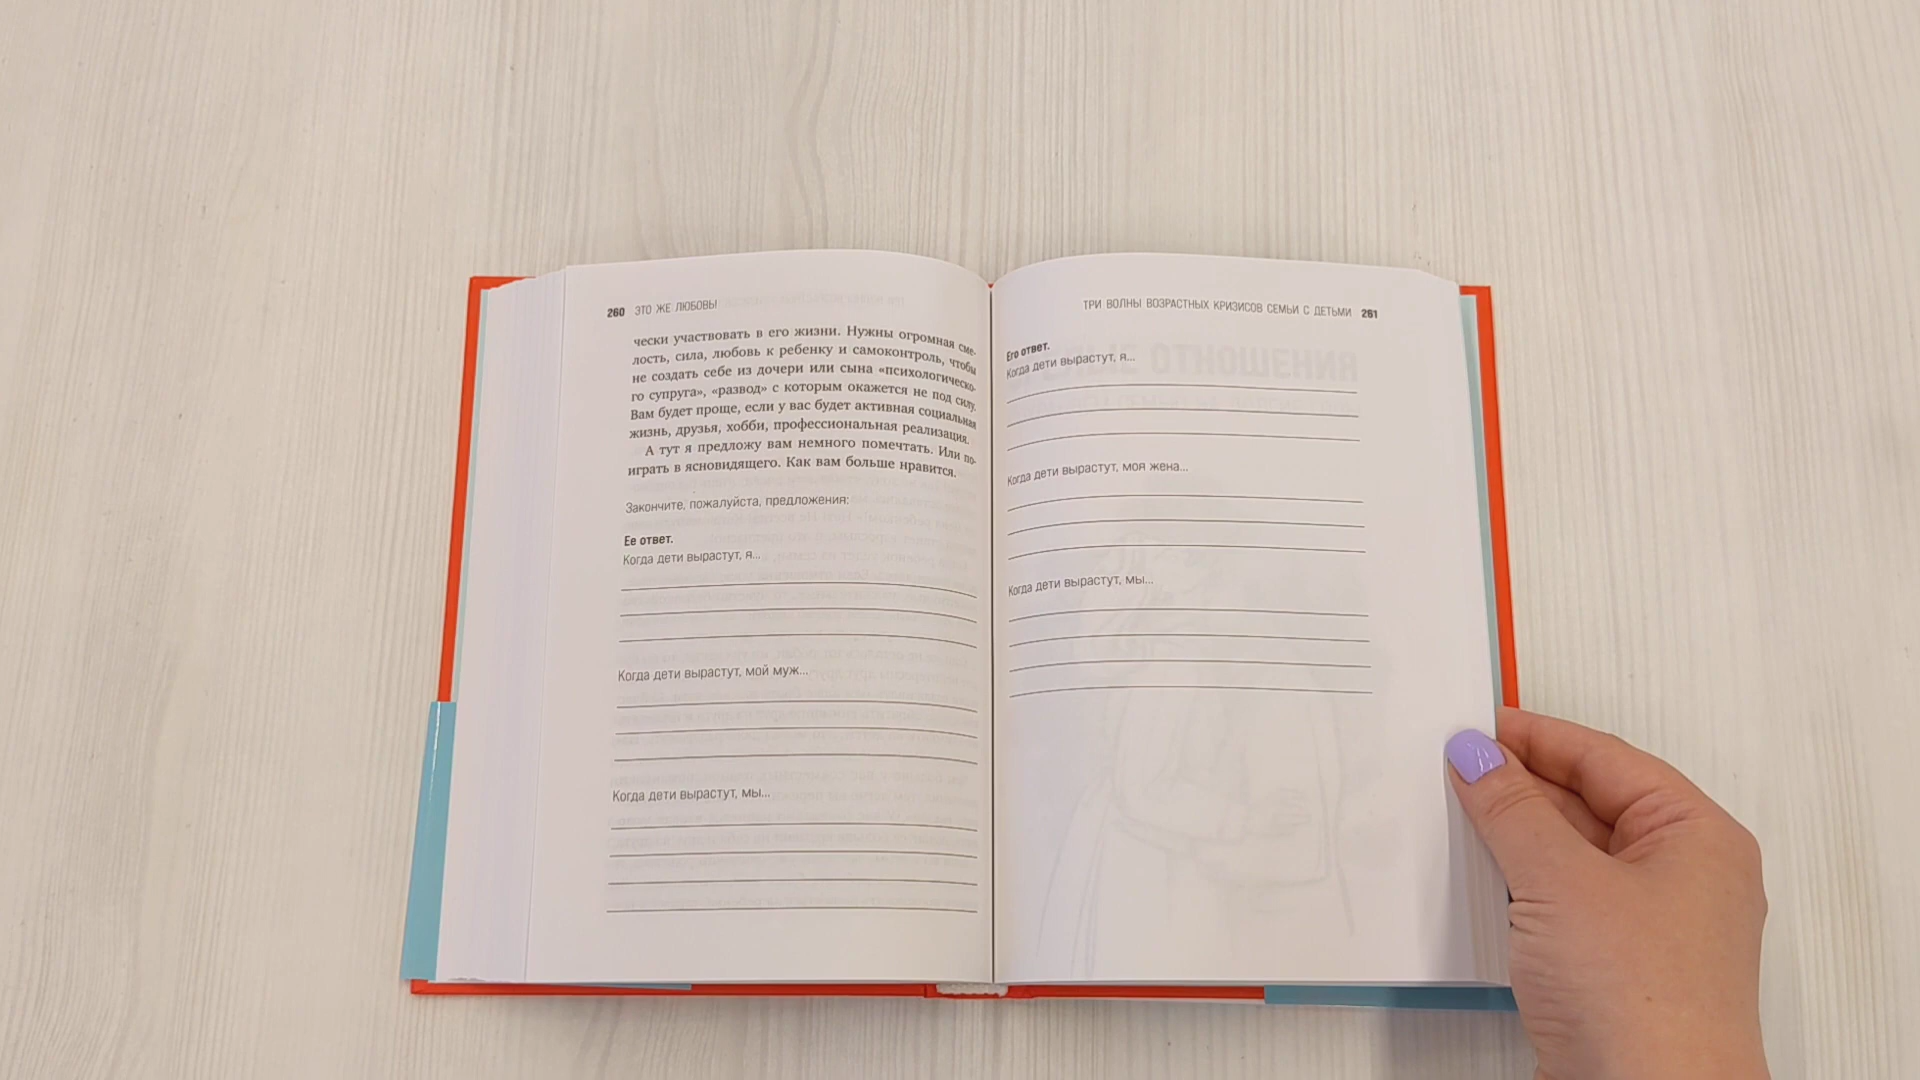 260 ЭТО ЖЕ ЛЮБОВЬ!
чески участвовать в его жизни. Нужны огромная сме-
лость, сила, любовь к ребенку и самоконтроль, чтобы
не создать себе из дочери или сына «психологическо-
го супруга», «развод» с которым окажется не под силу.
Вам будет проще, если у вас будет активная социальная
жизнь, друзья, хобби, профессиональная реализация.
А тут я предложу вам немного помечтать. Или по-
играть в ясновидящего. Как вам больше нравится.
Закончите, пожалуйста, предложения:
Ее ответ.
Когда дети вырастут, я...
Когда дети вырастут, мой муж...
Когда дети вырастут, мы...
ТРИ ВОЛНЫ ВОЗРАСТНЫХ КРИЗИСОВ СЕМЬИ С ДЕТЬМИ 261
Его ответ.
Когда дети вырастут, я...
Когда дети вырастут, моя жена...
Когда дети вырастут, мы...